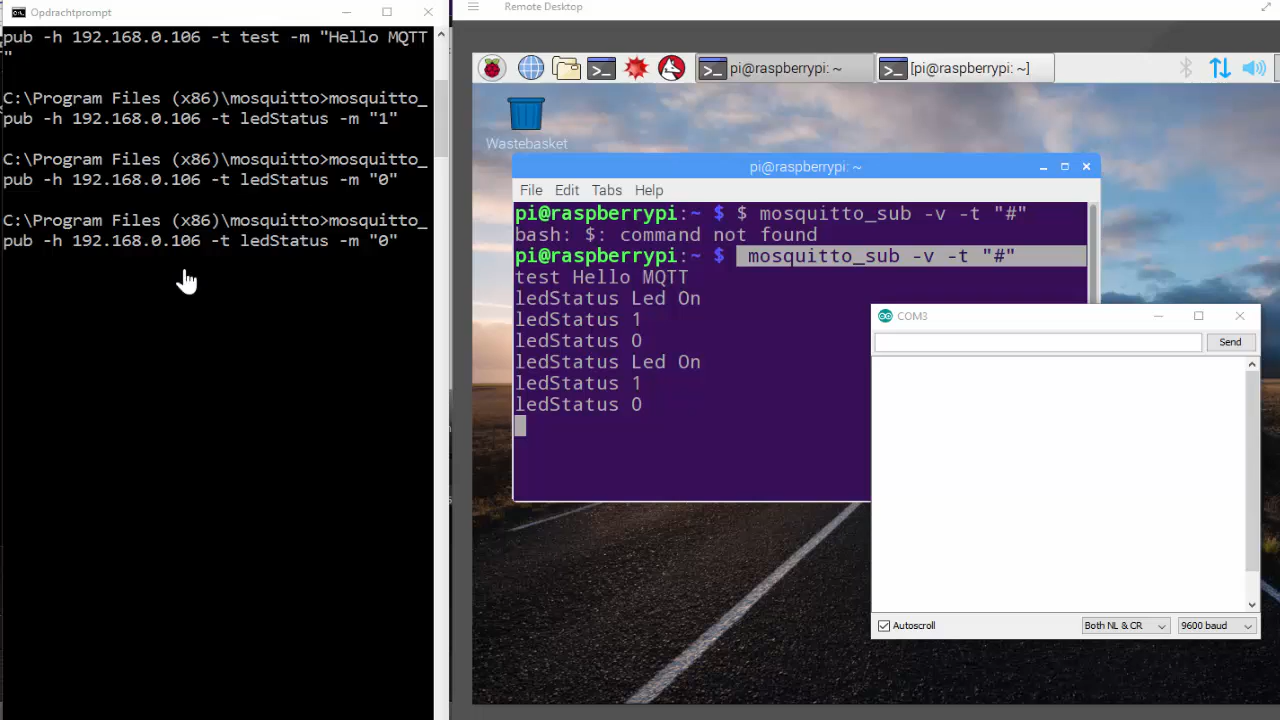 Opdrachtprompt
pub -h 192.168.0.106 -t test -m "Hello MQTT
"
C:\Program Files (x86)\mosquitto>mosquitto_
pub -h 192.168.0.106 -t ledStatus -m "1"
C:\Program Files (x86)\mosquitto>mosquitto_
pub -h 192.168.0.106 -t ledStatus -m "0"
C:\Program Files (x86)\mosquitto>mosquitto_
pub -h 192.168.0.106 -t ledStatus -m "0"
Remote Desktop
pi@raspberrypi: ~
[pi@raspberrypi: ~]
Wastebasket
pi@raspberrypi: ~
File Edit Tabs Help
pi@raspberrypi:~ $ $ mosquitto_sub -v -t "#"
bash: $: command not found
pi@raspberrypi:~ $ mosquitto_sub -v -t "#"
test Hello MQTT
ledStatus Led On
ledStatus 1
ledStatus 0
ledStatus Led On
ledStatus 1
ledStatus 0
COM3
Send
Autoscroll
Both NL & CR
9600 baud